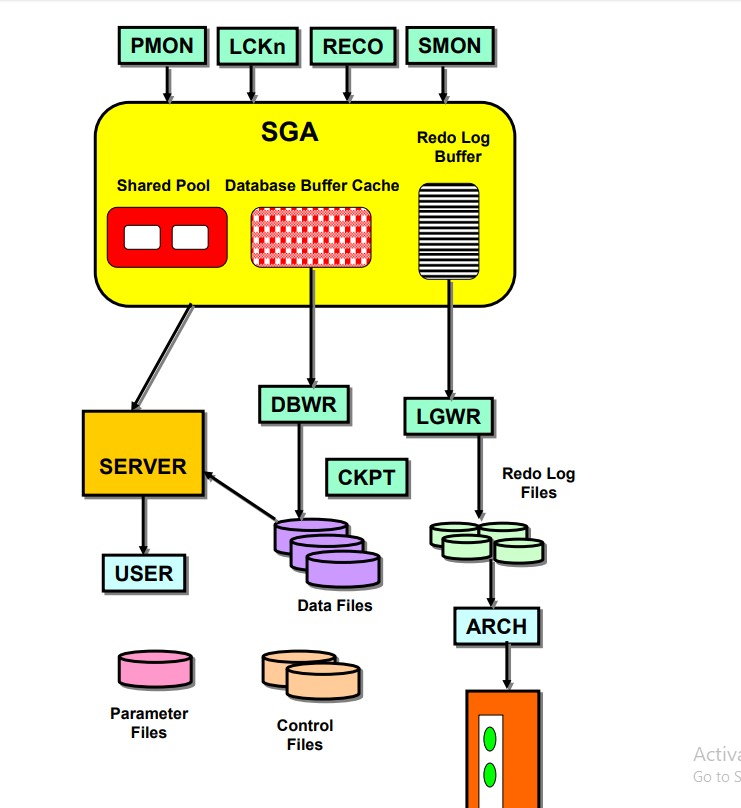 PMON
LCKn
RECO
SMON
SGA
Redo Log
Buffer
Shared Pool
Database Buffer Cache
DBWR
LGWR
SERVER
CKPT
Redo Log
Files
USER
Data Files
ARCH
Parameter
Files
Control
Files
Activa
Go to S